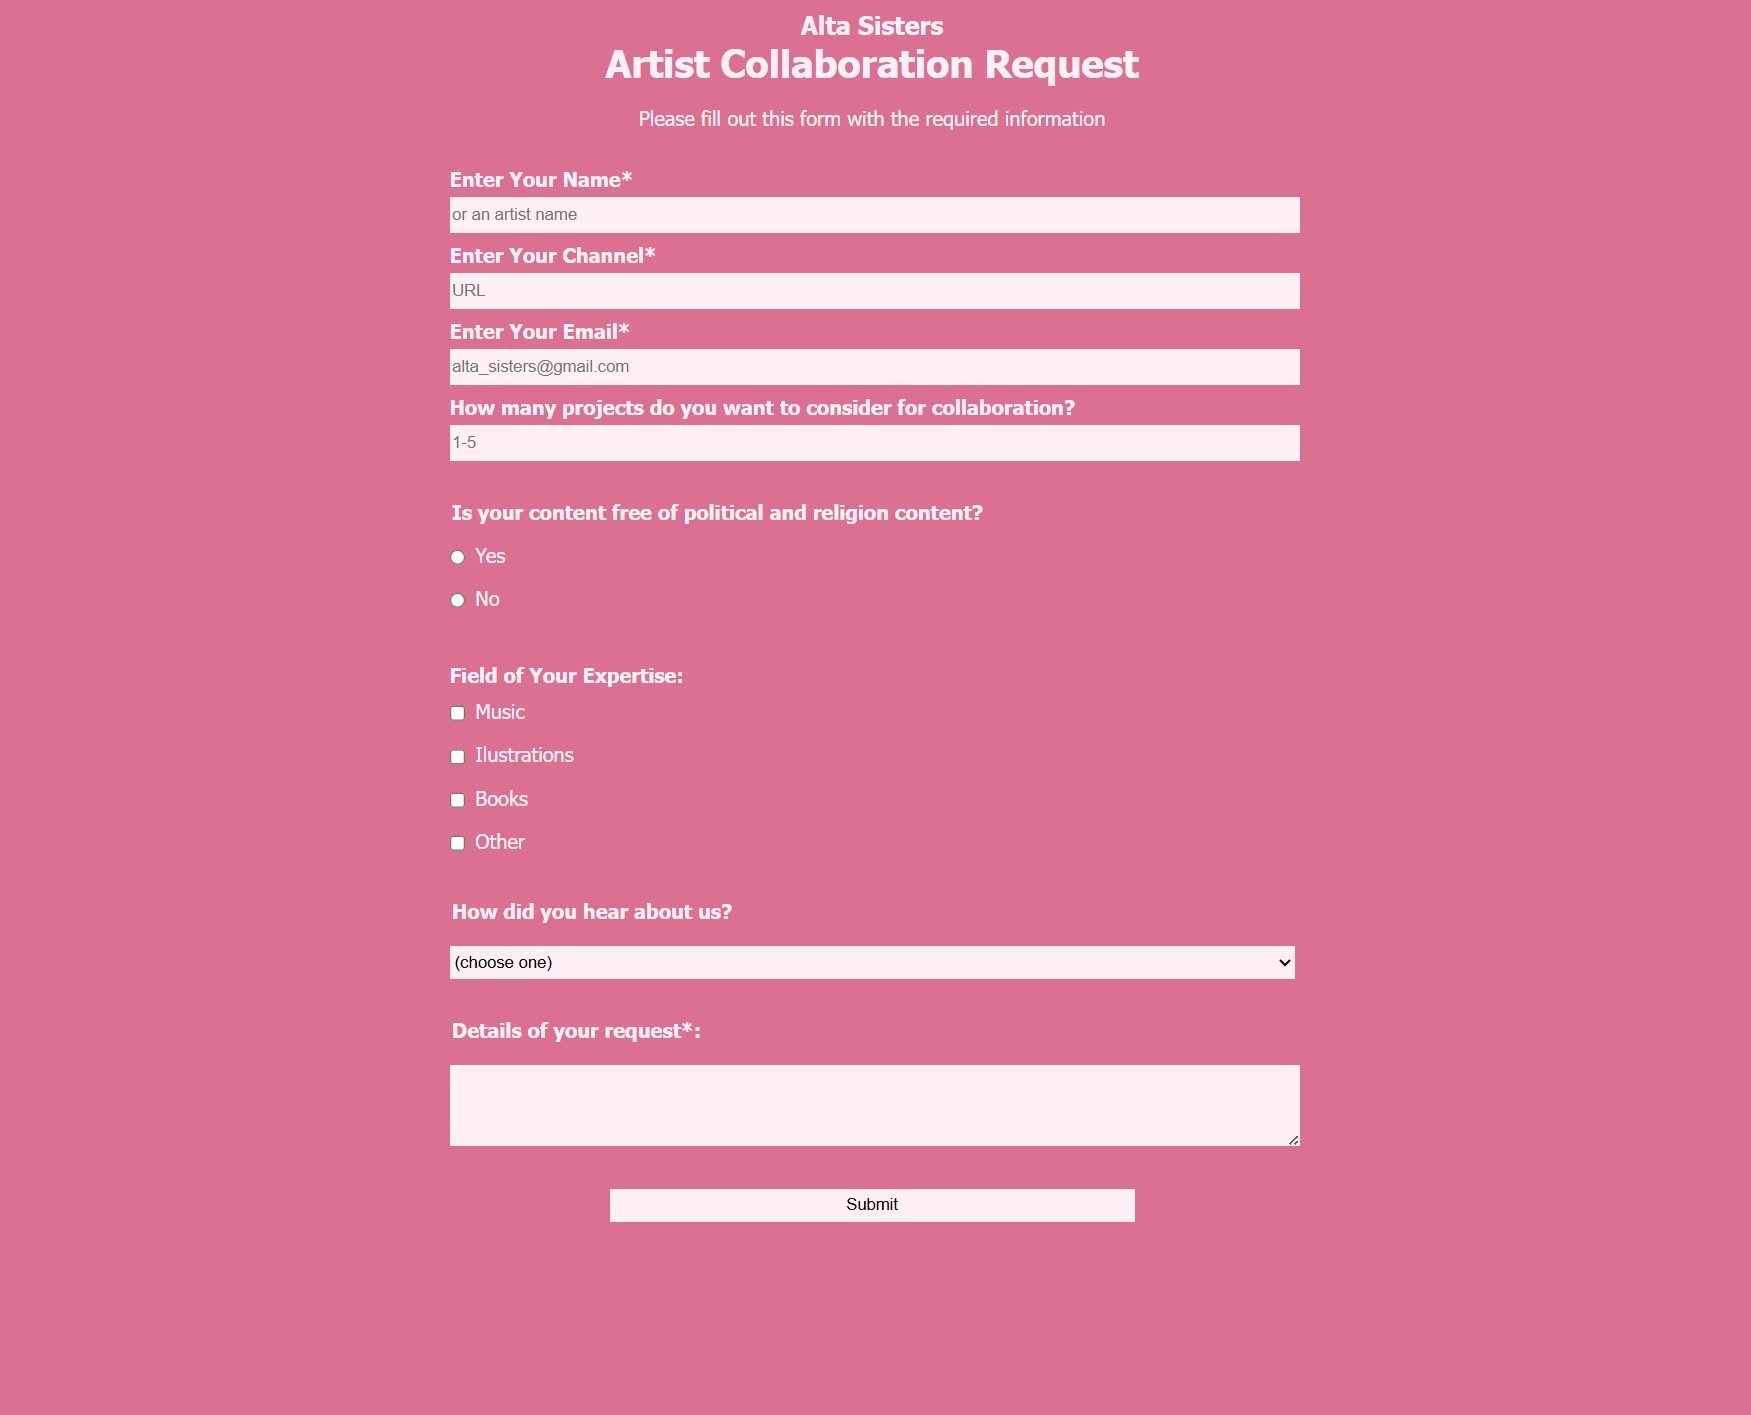 Alta Sisters
Artist Collaboration Request
Please fill out this form with the required information
Enter Your Name*
or an artist name
Enter Your Channel*
URL
Enter Your Email*
alta_sisters@gmail.com
How many projects do you want to consider for collaboration?
1-5
Is your content free of political and religion content?
Yes
No
Field of Your Expertise:
Music
Ilustrations
Books
Other
How did you hear about us?
(choose one)
Details of your request*:
Submit